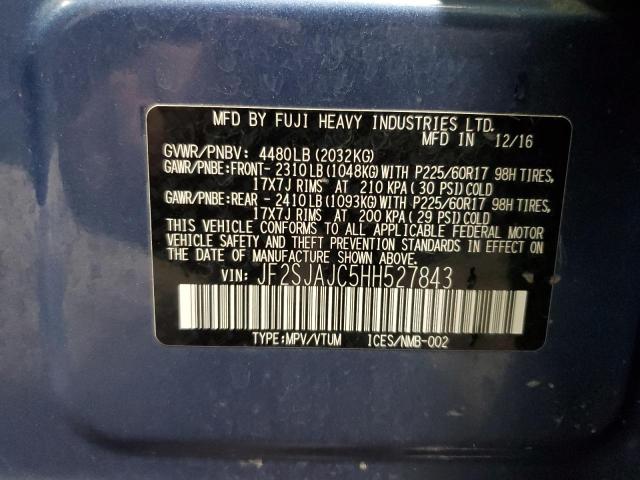 MFD BY FUJI HEAVY INDUSTRIES LTD.
MFD IN 12/16
GVWR/PNBV: 4480LB (2032KG)
GAWR/PNBE:FRONT- 2310LB (1048KG) WITH P225/60R17 98H TIRES,
17X7J RIMS AT 210 KPA (30 PSI) COLD
GAWR/PNBE:REAR - 2410LB (1093KG) WITH P225/60R17 98H TIRES,
17X7J RIMS AT 200 KPA (29 PSI) COLD
THIS VEHICLE CONFORMS TO ALL APPLICABLE FEDERAL MOTOR
VEHICLE SAFETY AND THEFT PREVENTION STANDARDS IN EFFECT ON
THE DATE OF MANUFACTURE SHOWN ABOVE.
VIN: JF2SJAJC5HH527843
TYPE:MPV/VTUM ICES/NMB-002